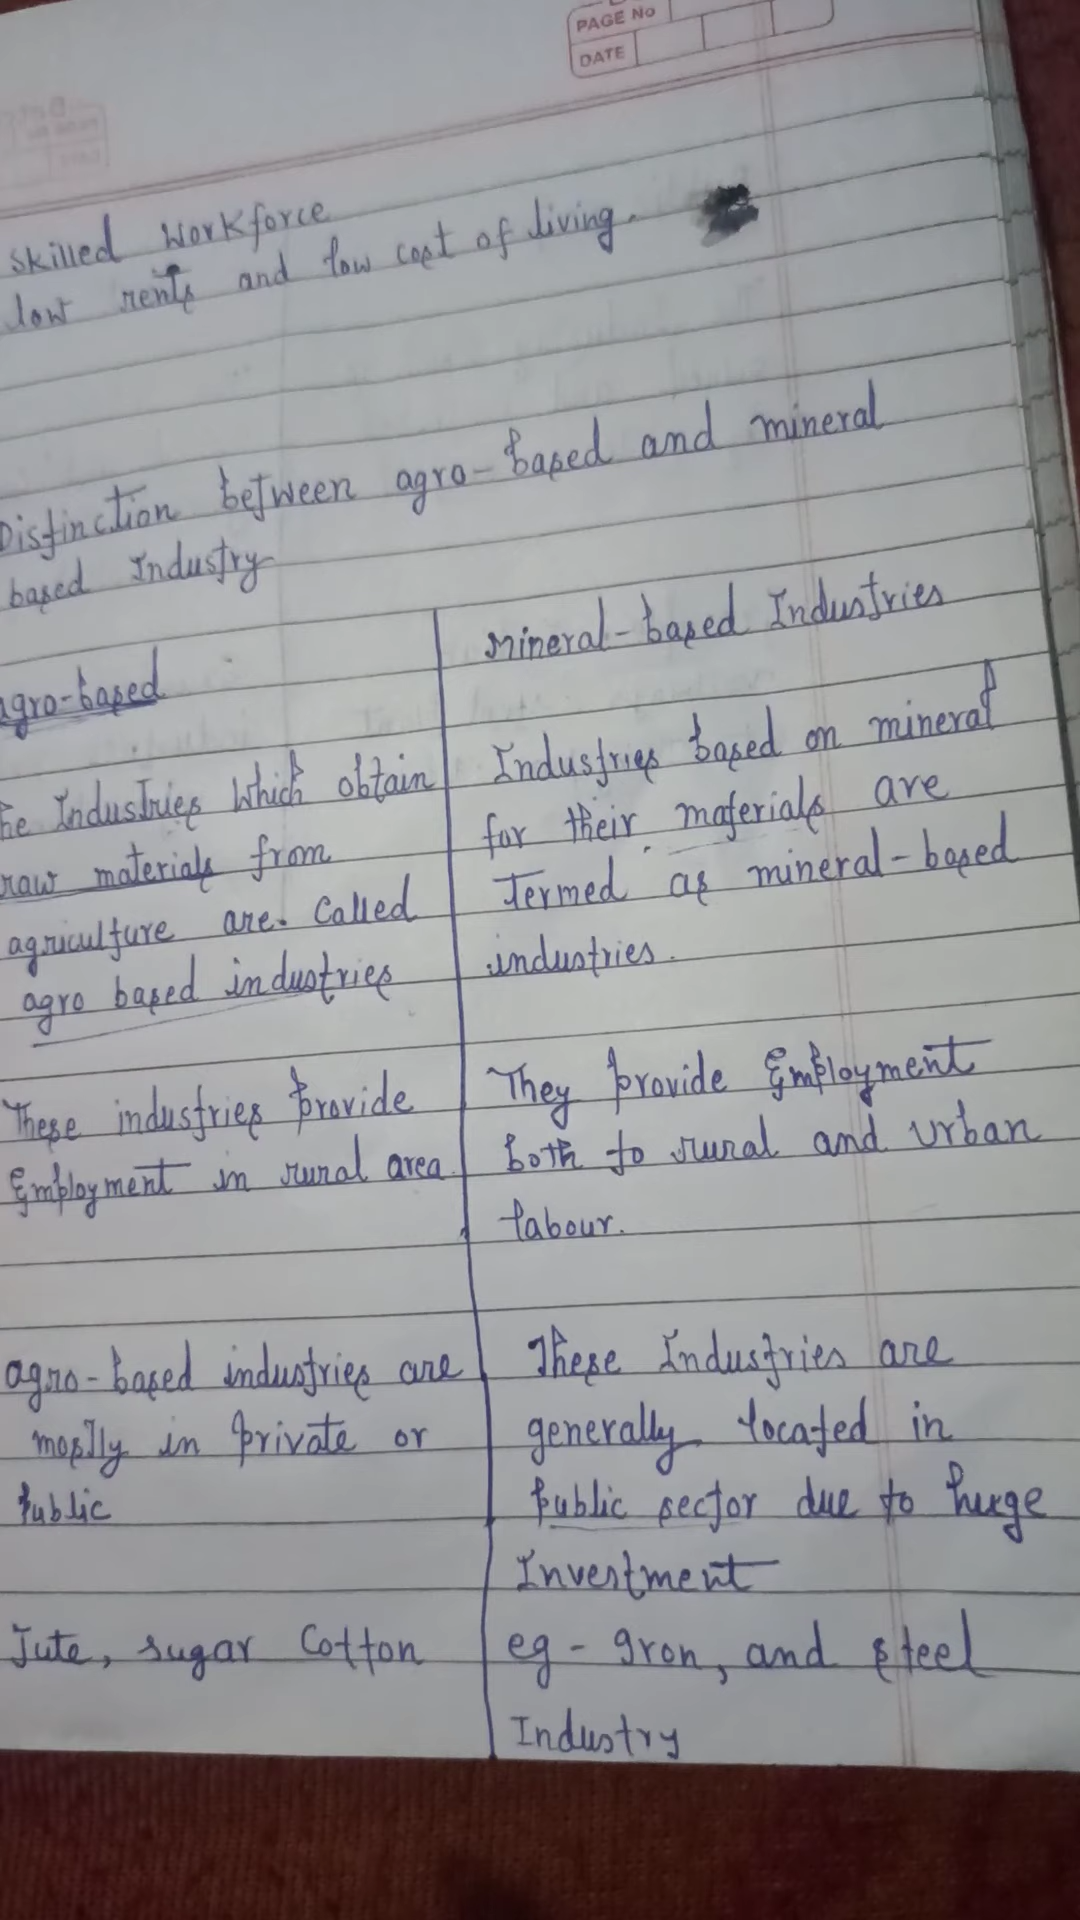 PAGE No
DATE
skilled workforce
low rents and low cost of living.
Distinction between agro-based and mineral
based Industry
agro-based
Mineral-based Industries
The Industries which obtain
raw materials from
agriculture are. called
agro based industries
Industries based on mineral
for their materials are
termed as mineral-based
industries.
These industries provide
Employment in rural area
They provide Employment
both to rural and urban
labour.
agro-based industries are
mostly in private or
public
These Industries are
generally located in
public sector due to huge
Investment
Jute, sugar cotton
eg - Iron, and steel
Industry